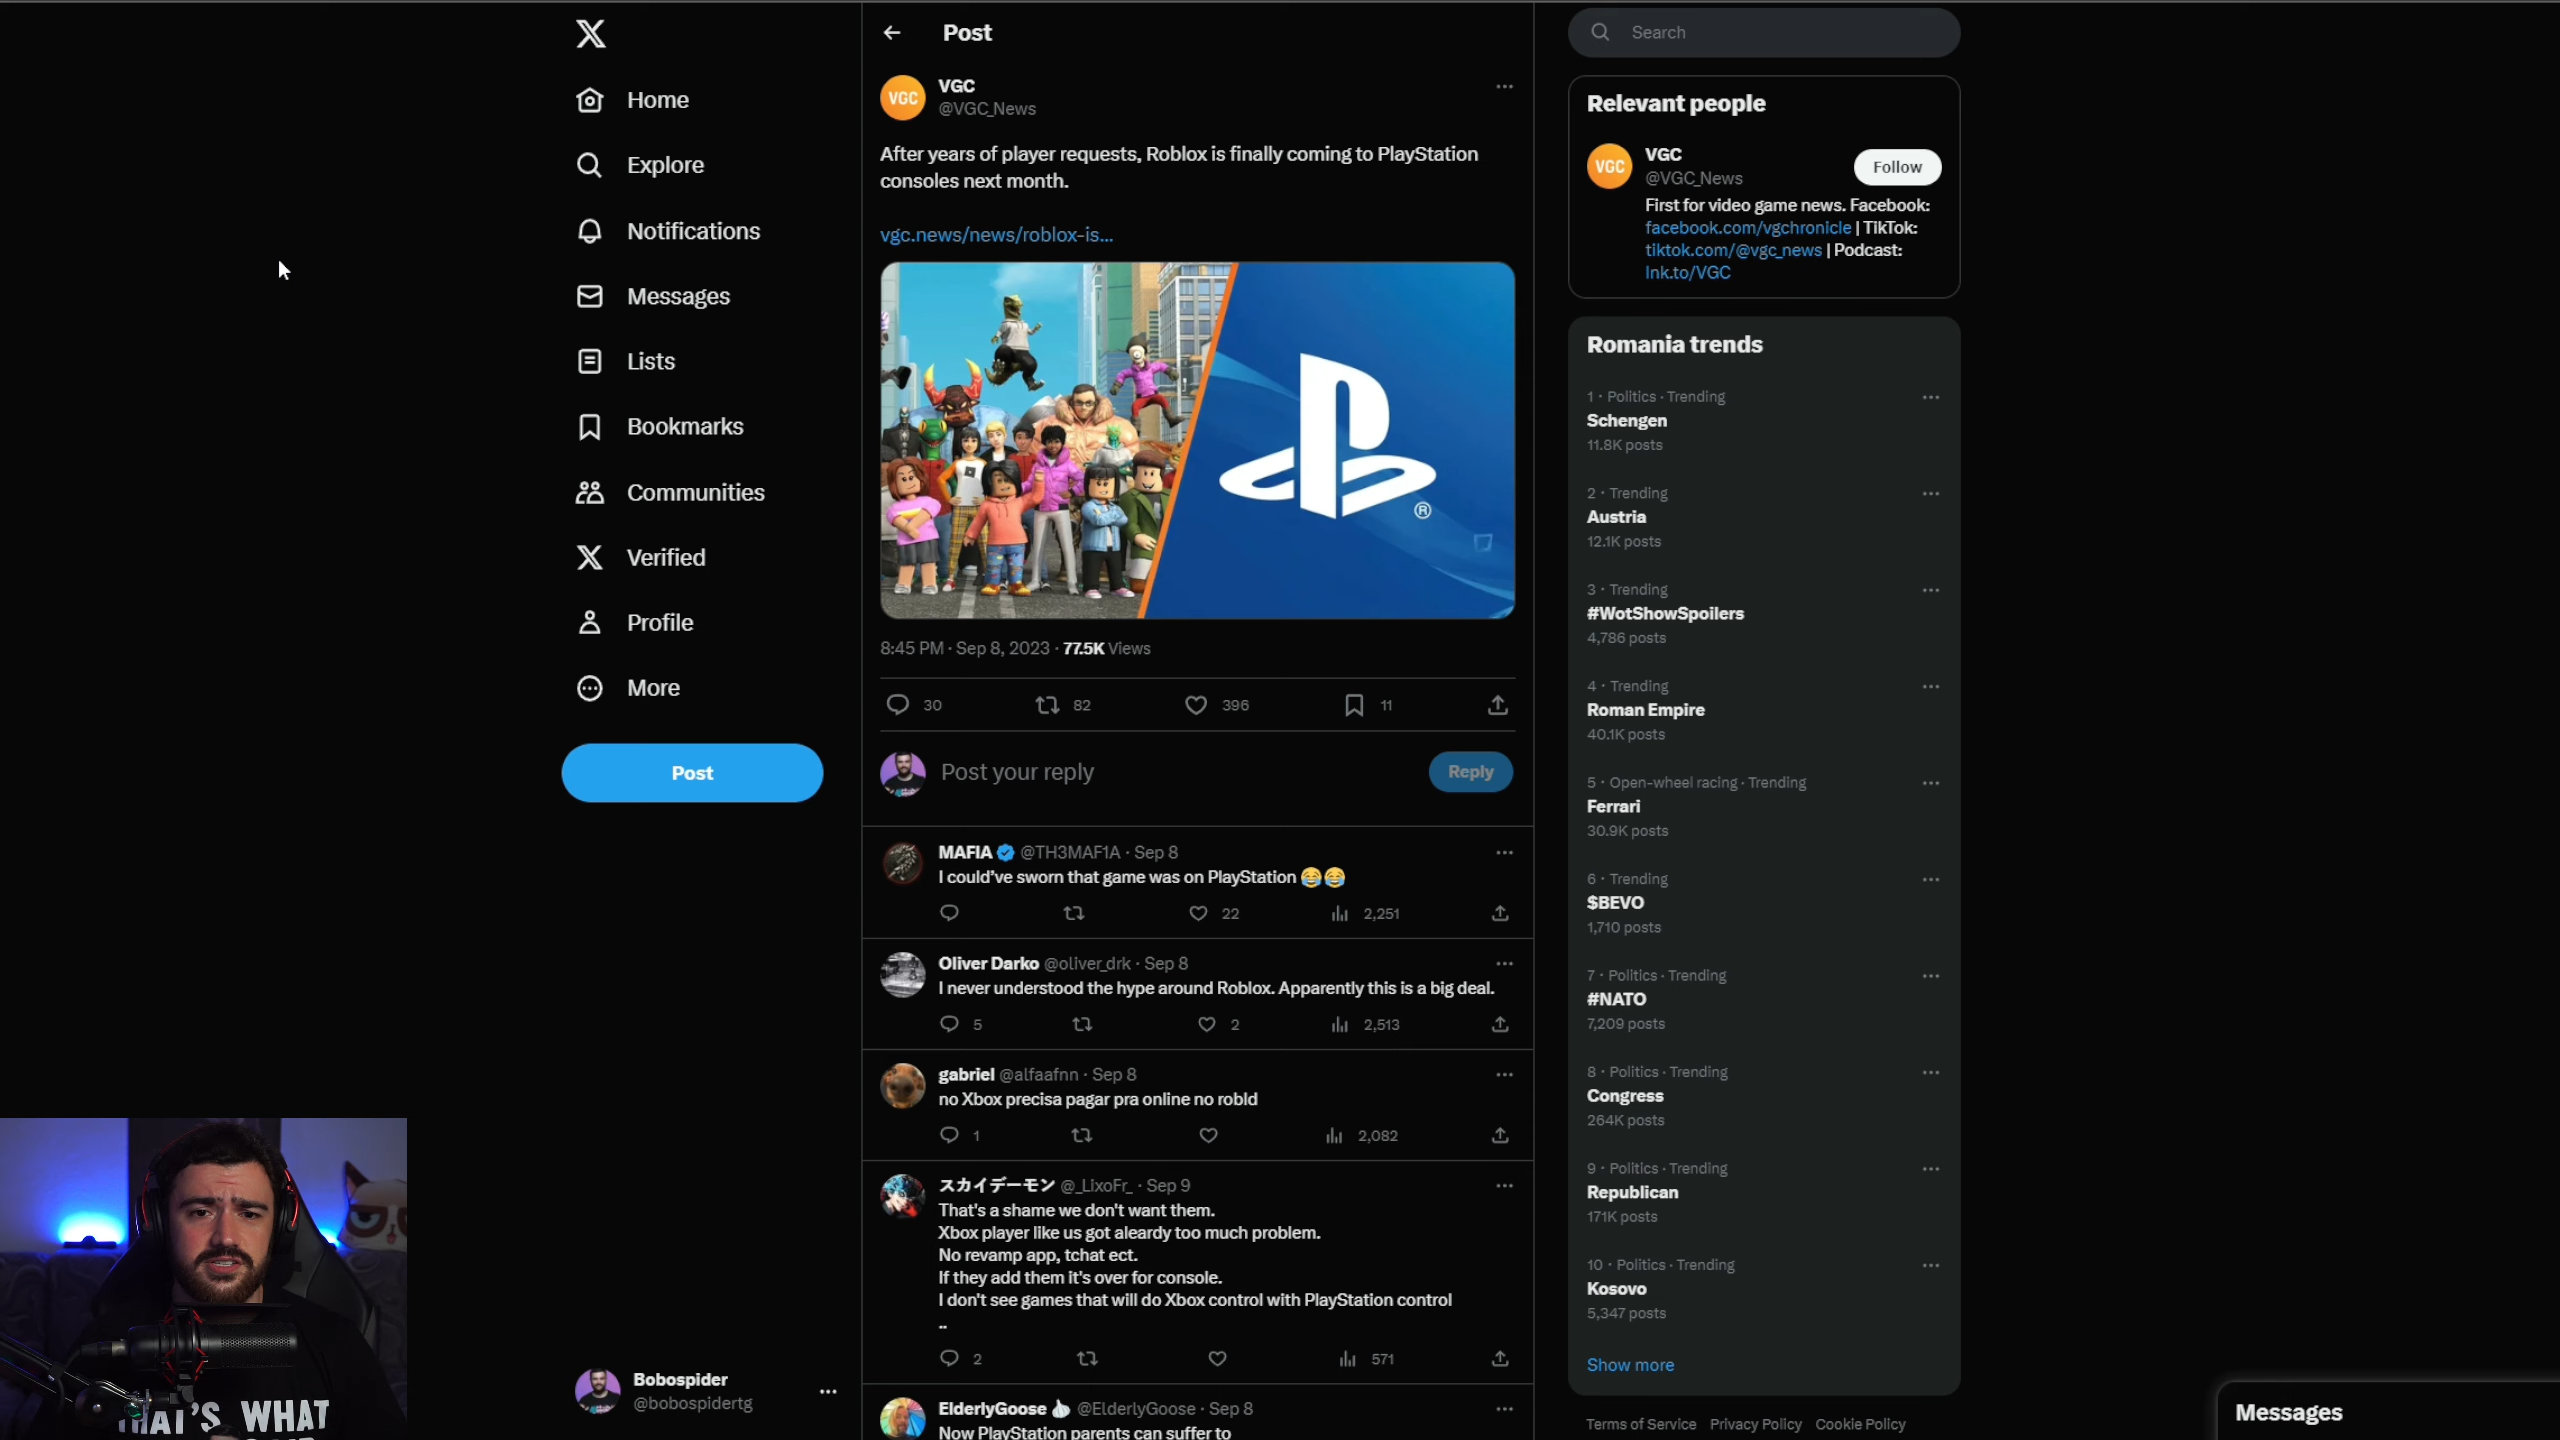 Home
Explore
Notifications
Messages
Lists
Bookmarks
Communities
Verified
Profile
More
Post
Bobospider
@bobospidertg
Post
VGC
VGC
@VGC_News
After years of player requests, Roblox is finally coming to PlayStation
consoles next month.
vgc.news/news/roblox-is...
®
8:45 PM · Sep 8, 2023 · 77.5K Views
30 82 396 11
Post your reply
Reply
MAFIA @TH3MAF1A · Sep 8
I could've sworn that game was on PlayStation 😂😂
22 2,251
Oliver Darko @oliver_drk · Sep 8
I never understood the hype around Roblox. Apparently this is a big deal.
5 2 2,513
gabriel @alfaafnn · Sep 8
no Xbox precisa pagar pra online no robld
1 2,082
スカイデーモン @_LixoFr_ · Sep 9
That's a shame we don't want them.
Xbox player like us got aleardy too much problem.
No revamp app, tchat ect.
If they add them it's over for console.
I don't see games that will do Xbox control with PlayStation control
..
2 571
ElderlyGoose @ElderlyGoose · Sep 8
Now PlayStation parents can suffer to
Search
Relevant people
VGC
VGC
@VGC_News
Follow
First for video game news. Facebook:
facebook.com/vgchronicle | TikTok:
tiktok.com/@vgc_news | Podcast:
lnk.to/VGC
Romania trends
1 · Politics · Trending
Schengen
11.8K posts
2 · Trending
Austria
12.1K posts
3 · Trending
#WotShowSpoilers
4,786 posts
4 · Trending
Roman Empire
40.1K posts
5 · Open-wheel racing · Trending
Ferrari
30.9K posts
6 · Trending
$BEVO
1,710 posts
7 · Politics · Trending
#NATO
7,209 posts
8 · Politics · Trending
Congress
264K posts
9 · Politics · Trending
Republican
171K posts
10 · Politics · Trending
Kosovo
5,347 posts
Show more
Terms of Service Privacy Policy Cookie Policy
Messages
THAT'S WHAT